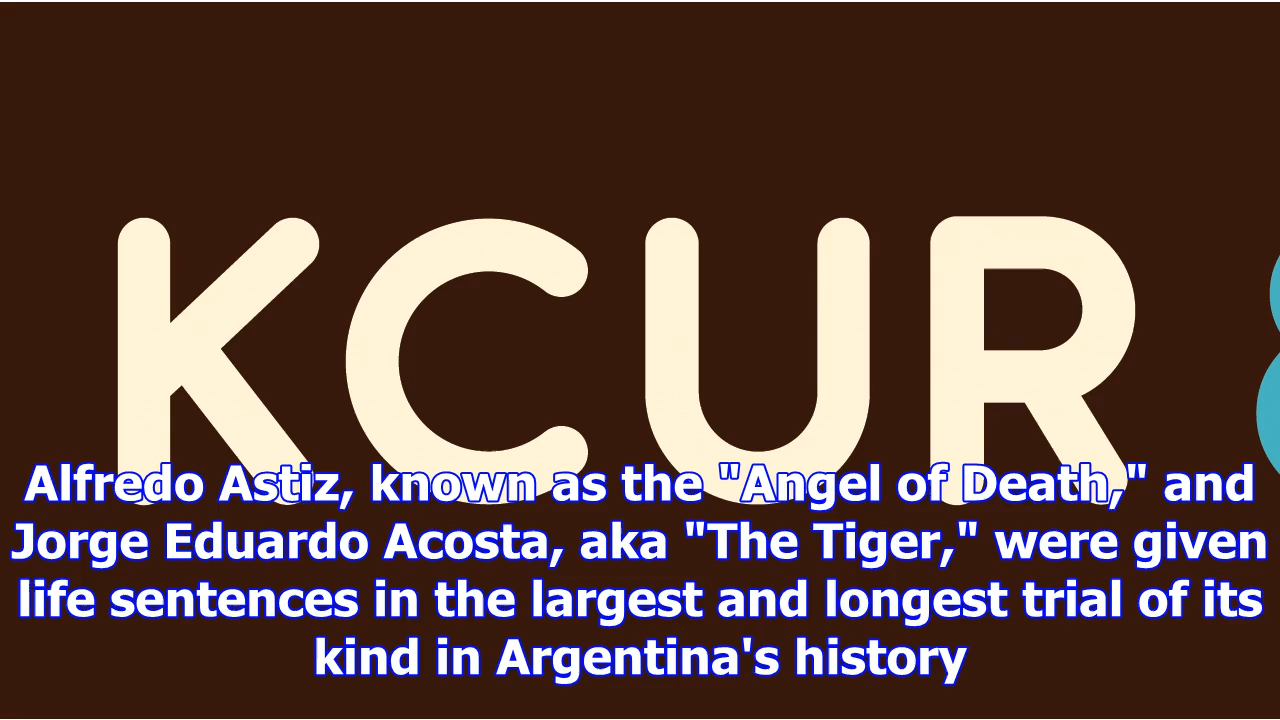 KCUR
Alfredo Astiz, known as the "Angel of Death," and
Jorge Eduardo Acosta, aka "The Tiger," were given
life sentences in the largest and longest trial of its
kind in Argentina's history